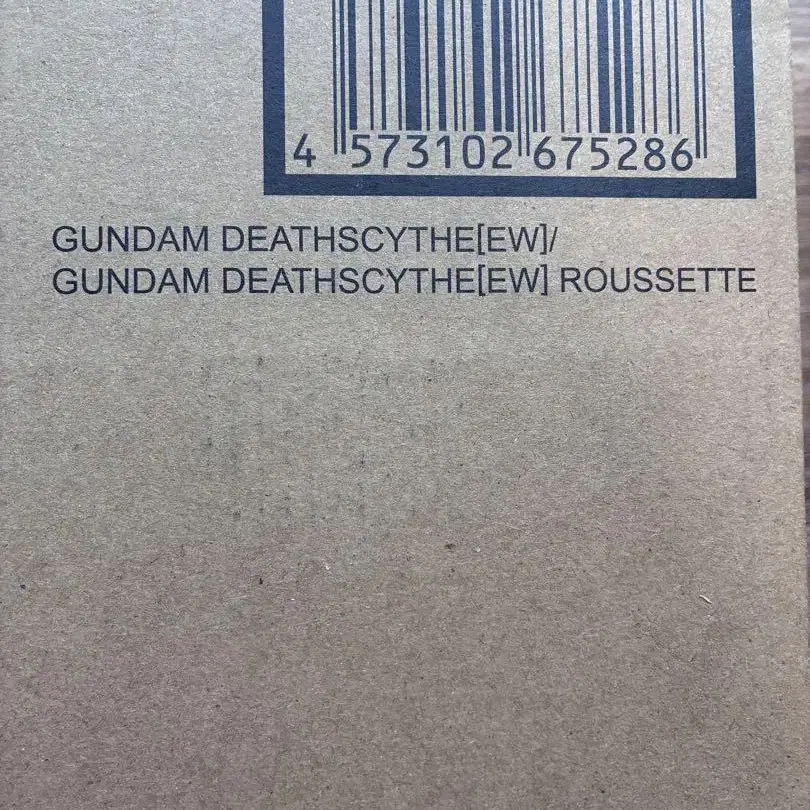 4 573102 675286
GUNDAM DEATHSCYTHE[EW]/
GUNDAM DEATHSCYTHE[EW] ROUSSETTE